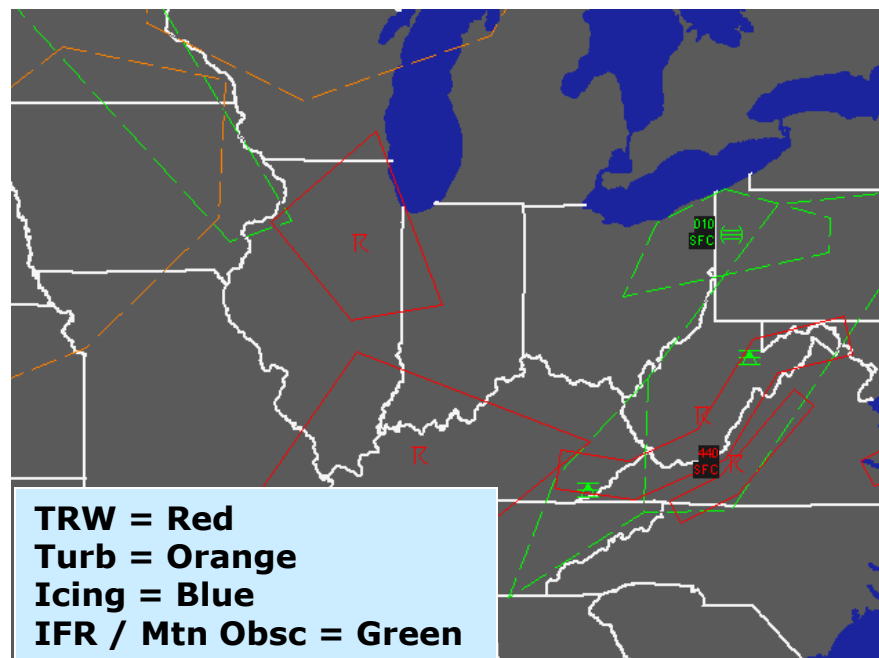 010
SFC
440
SFC
TRW = Red
Turb = Orange
Icing = Blue
IFR / Mtn Obsc = Green